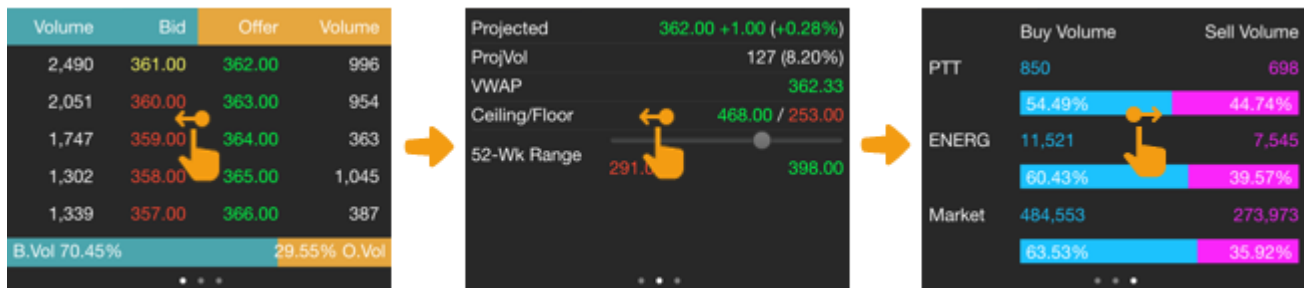 Volume Bid Offer Volume
2,490 361.00 362.00 996
2,051 360.00 363.00 954
1,747 359.00 364.00 363
1,302 358.00 365.00 1,045
1,339 357.00 366.00 387
B.Vol 70.45% 29.55% O.Vol
Projected 362.00 +1.00 (+0.28%)
ProjVol 127 (8.20%)
VWAP 362.33
Ceiling/Floor 468.00 / 253.00
52-Wk Range
398.00
Buy Volume Sell Volume
PTT 850 698
54.49% 44.74%
ENERG 11,521 7,545
60.43% 39.57%
Market 484,553 273,973
63.53% 35.92%